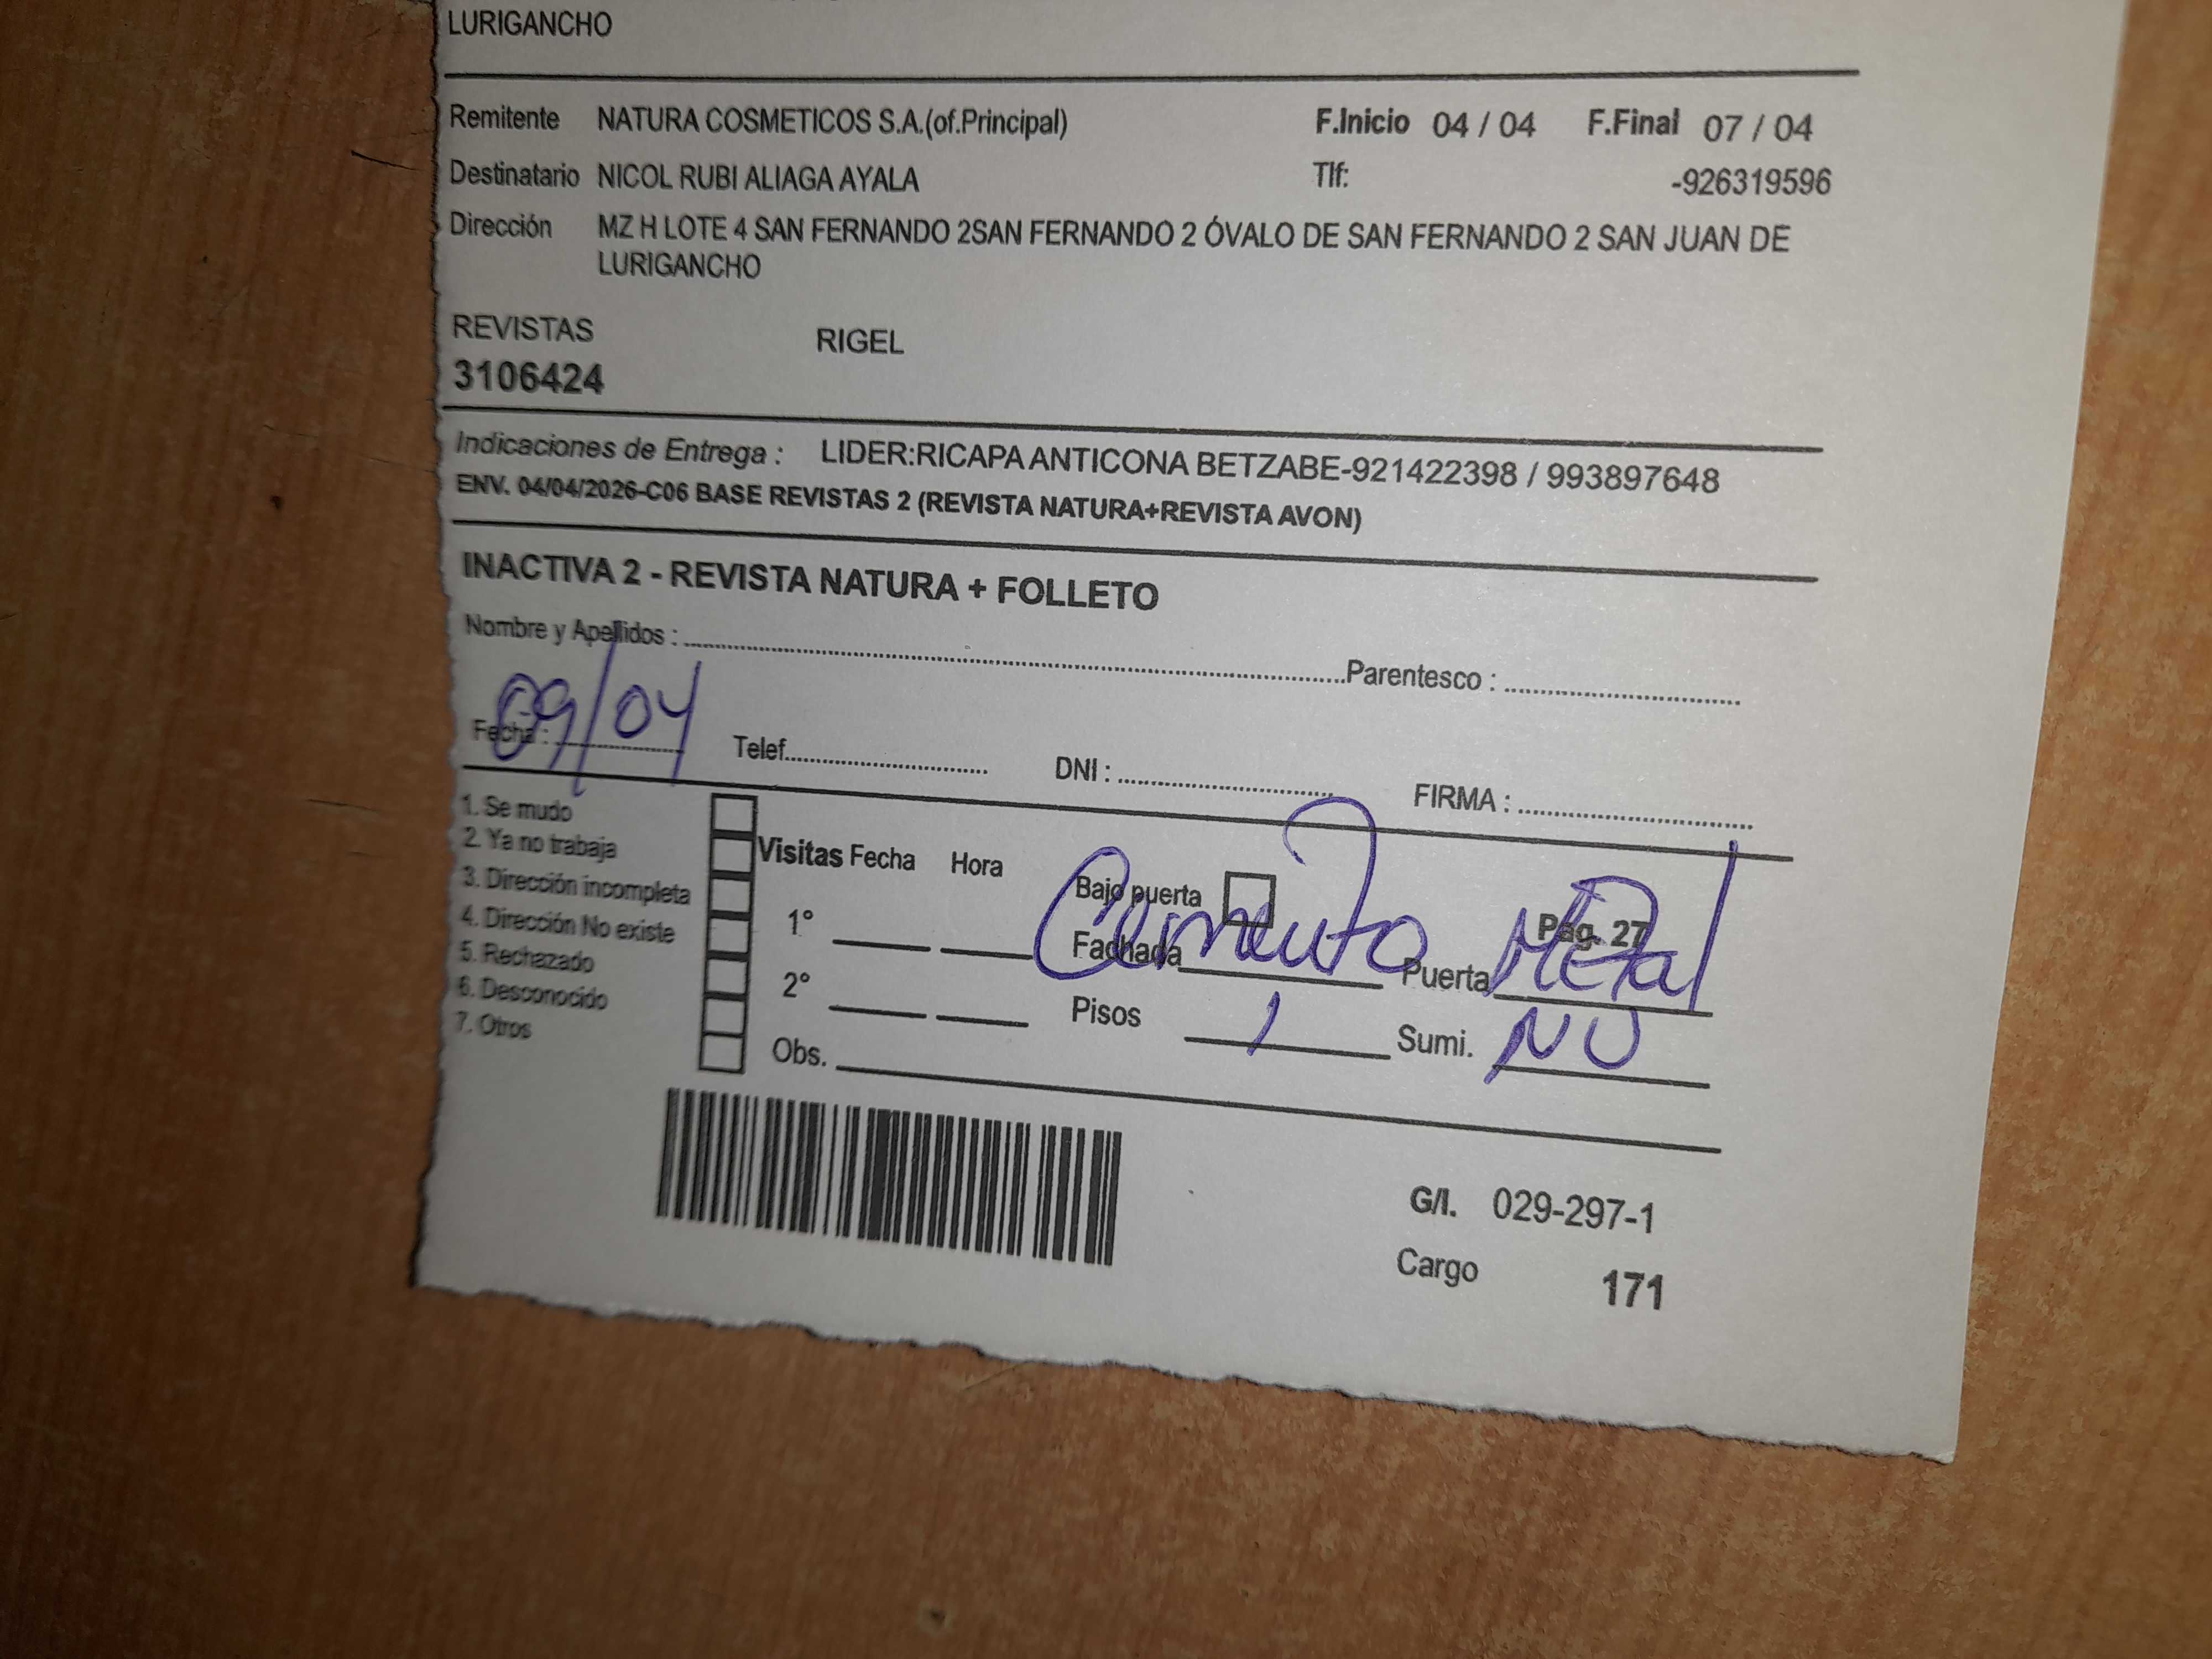 LURIGANCHO
Remitente NATURA COSMETICOS S.A.(of.Principal) F.Inicio 04 / 04 F.Final 07 / 04
Destinatario NICOL RUBI ALIAGA AYALA Tlf: -926319596
Dirección MZ H LOTE 4 SAN FERNANDO 2SAN FERNANDO 2 ÓVALO DE SAN FERNANDO 2 SAN JUAN DE
LURIGANCHO
REVISTAS RIGEL
3106424
Indicaciones de Entrega : LIDER:RICAPA ANTICONA BETZABE-921422398 / 993897648
ENV. 04/04/2026-C06 BASE REVISTAS 2 (REVISTA NATURA+REVISTA AVON)
INACTIVA 2 - REVISTA NATURA + FOLLETO
Nombre y Apellidos : Parentesco :
Fecha : 09/04 Telef. DNI : FIRMA :
1. Se mudo
2. Ya no trabaja
3. Dirección incompleta
4. Dirección No existe
5. Rechazado
6. Desconocido
7. Otros
Visitas Fecha Hora
1°
2°
Obs.
Bajo puerta Pág. 27
Fachada Cemento Puerta Metal
Pisos 1 Sumi. NO
G/I. 029-297-1
Cargo 171